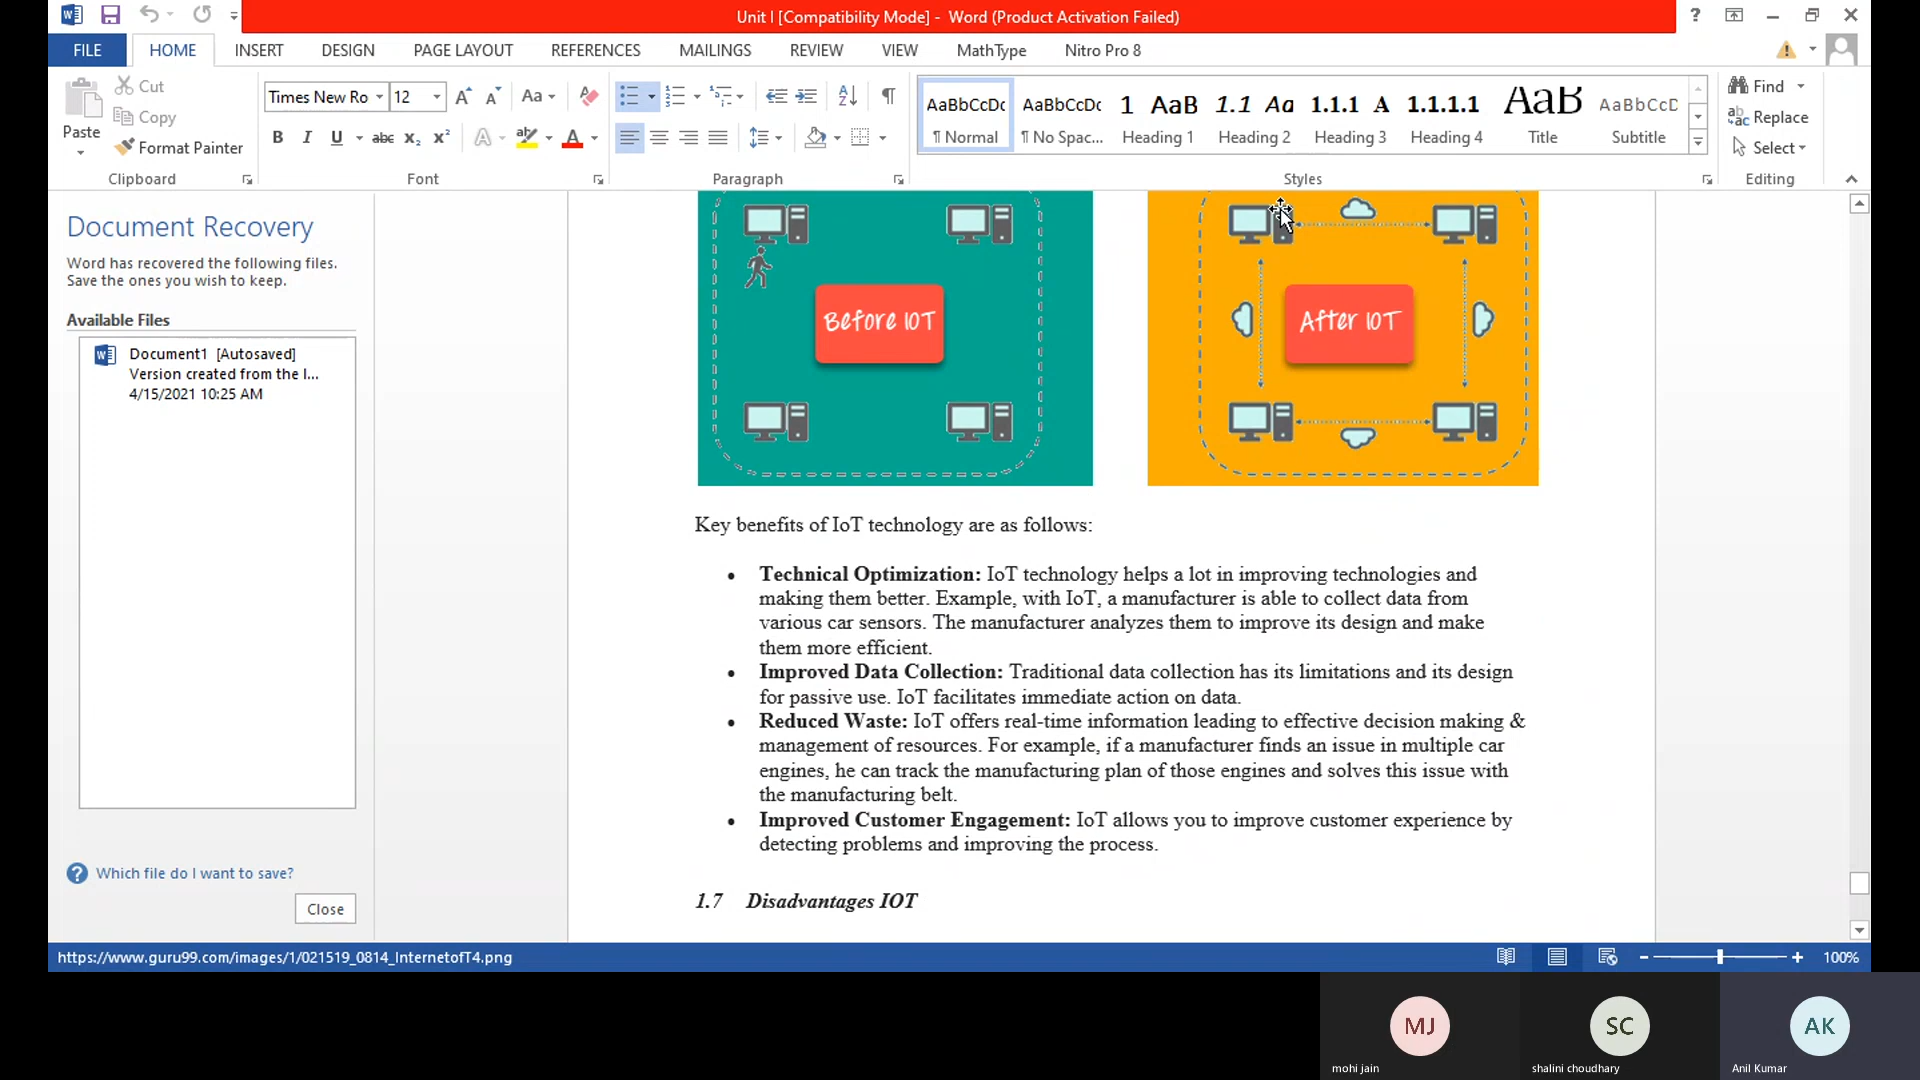 Unit I [Compatibility Mode] - Word (Product Activation Failed)
FILE HOME INSERT DESIGN PAGE LAYOUT REFERENCES MAILINGS REVIEW VIEW MathType Nitro Pro 8
Paste
Cut
Copy
Format Painter
Clipboard
Times New Ro 12
Font
Paragraph
AaBbCcDc AaBbCcDc 1 AaB 1.1 Aa 1.1.1 A 1.1.1.1 AaB AaBbCcD
¶ Normal ¶ No Spac... Heading 1 Heading 2 Heading 3 Heading 4 Title Subtitle
Styles
Find
Replace
Select
Editing
Document Recovery
Word has recovered the following files.
Save the ones you wish to keep.
Available Files
Document1 [Autosaved]
Version created from the l...
4/15/2021 10:25 AM
Which file do I want to save?
Close
Before IOT
After IOT
Key benefits of IoT technology are as follows:
• Technical Optimization: IoT technology helps a lot in improving technologies and
making them better. Example, with IoT, a manufacturer is able to collect data from
various car sensors. The manufacturer analyzes them to improve its design and make
them more efficient.
• Improved Data Collection: Traditional data collection has its limitations and its design
for passive use. IoT facilitates immediate action on data.
• Reduced Waste: IoT offers real-time information leading to effective decision making &
management of resources. For example, if a manufacturer finds an issue in multiple car
engines, he can track the manufacturing plan of those engines and solves this issue with
the manufacturing belt.
• Improved Customer Engagement: IoT allows you to improve customer experience by
detecting problems and improving the process.
1.7 Disadvantages IOT
https://www.guru99.com/images/1/021519_0814_InternetofT4.png
100%
MJ
mohi jain
SC
shalini choudhary
AK
Anil Kumar